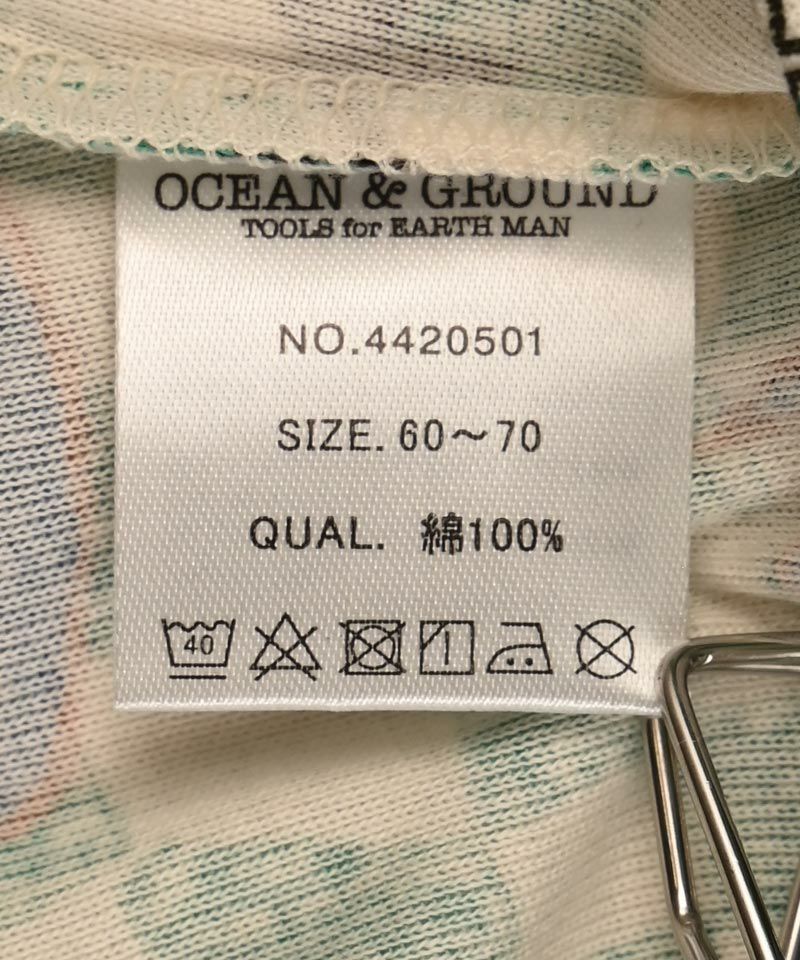 OCEAN & GROUND
TOOLS for EARTH MAN
NO.4420501
SIZE. 60～70
QUAL. 綿100%
40